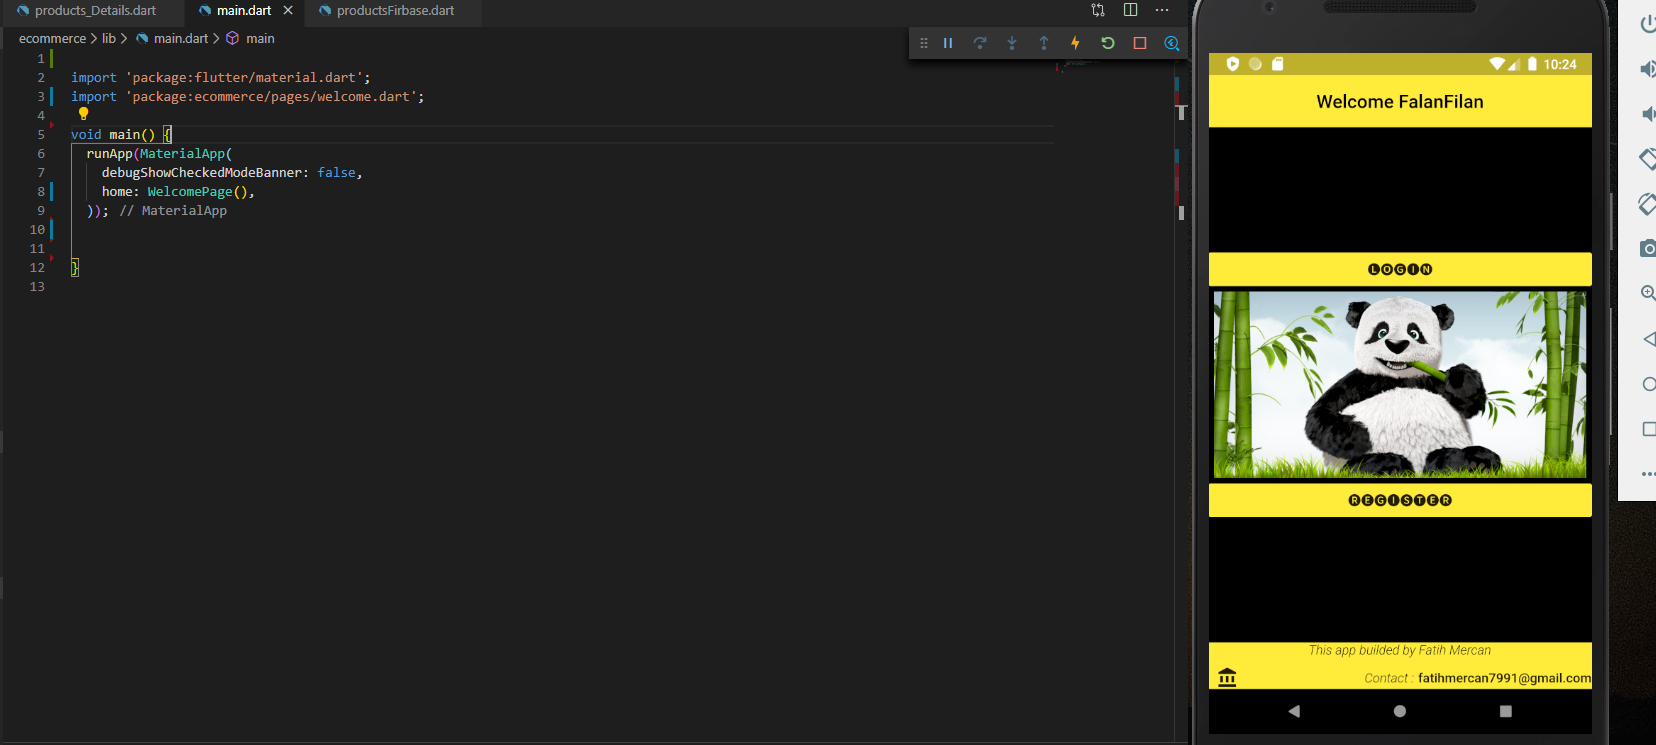 products_Details.dart
main.dart
productsFirbase.dart
ecommerce > lib > main.dart > main
1
2 import 'package:flutter/material.dart';
3 import 'package:ecommerce/pages/welcome.dart';
4
5 void main() {
6 runApp(MaterialApp(
7 debugShowCheckedModeBanner: false,
8 home: WelcomePage(),
9 )); // MaterialApp
10
11
12 }
13
10:24
Welcome FalanFilan
🅛🅞🅖🅘🅝
🅡🅔🅖🅘🅢🅣🅔🅡
This app builded by Fatih Mercan
Contact : fatihmercan7991@gmail.com